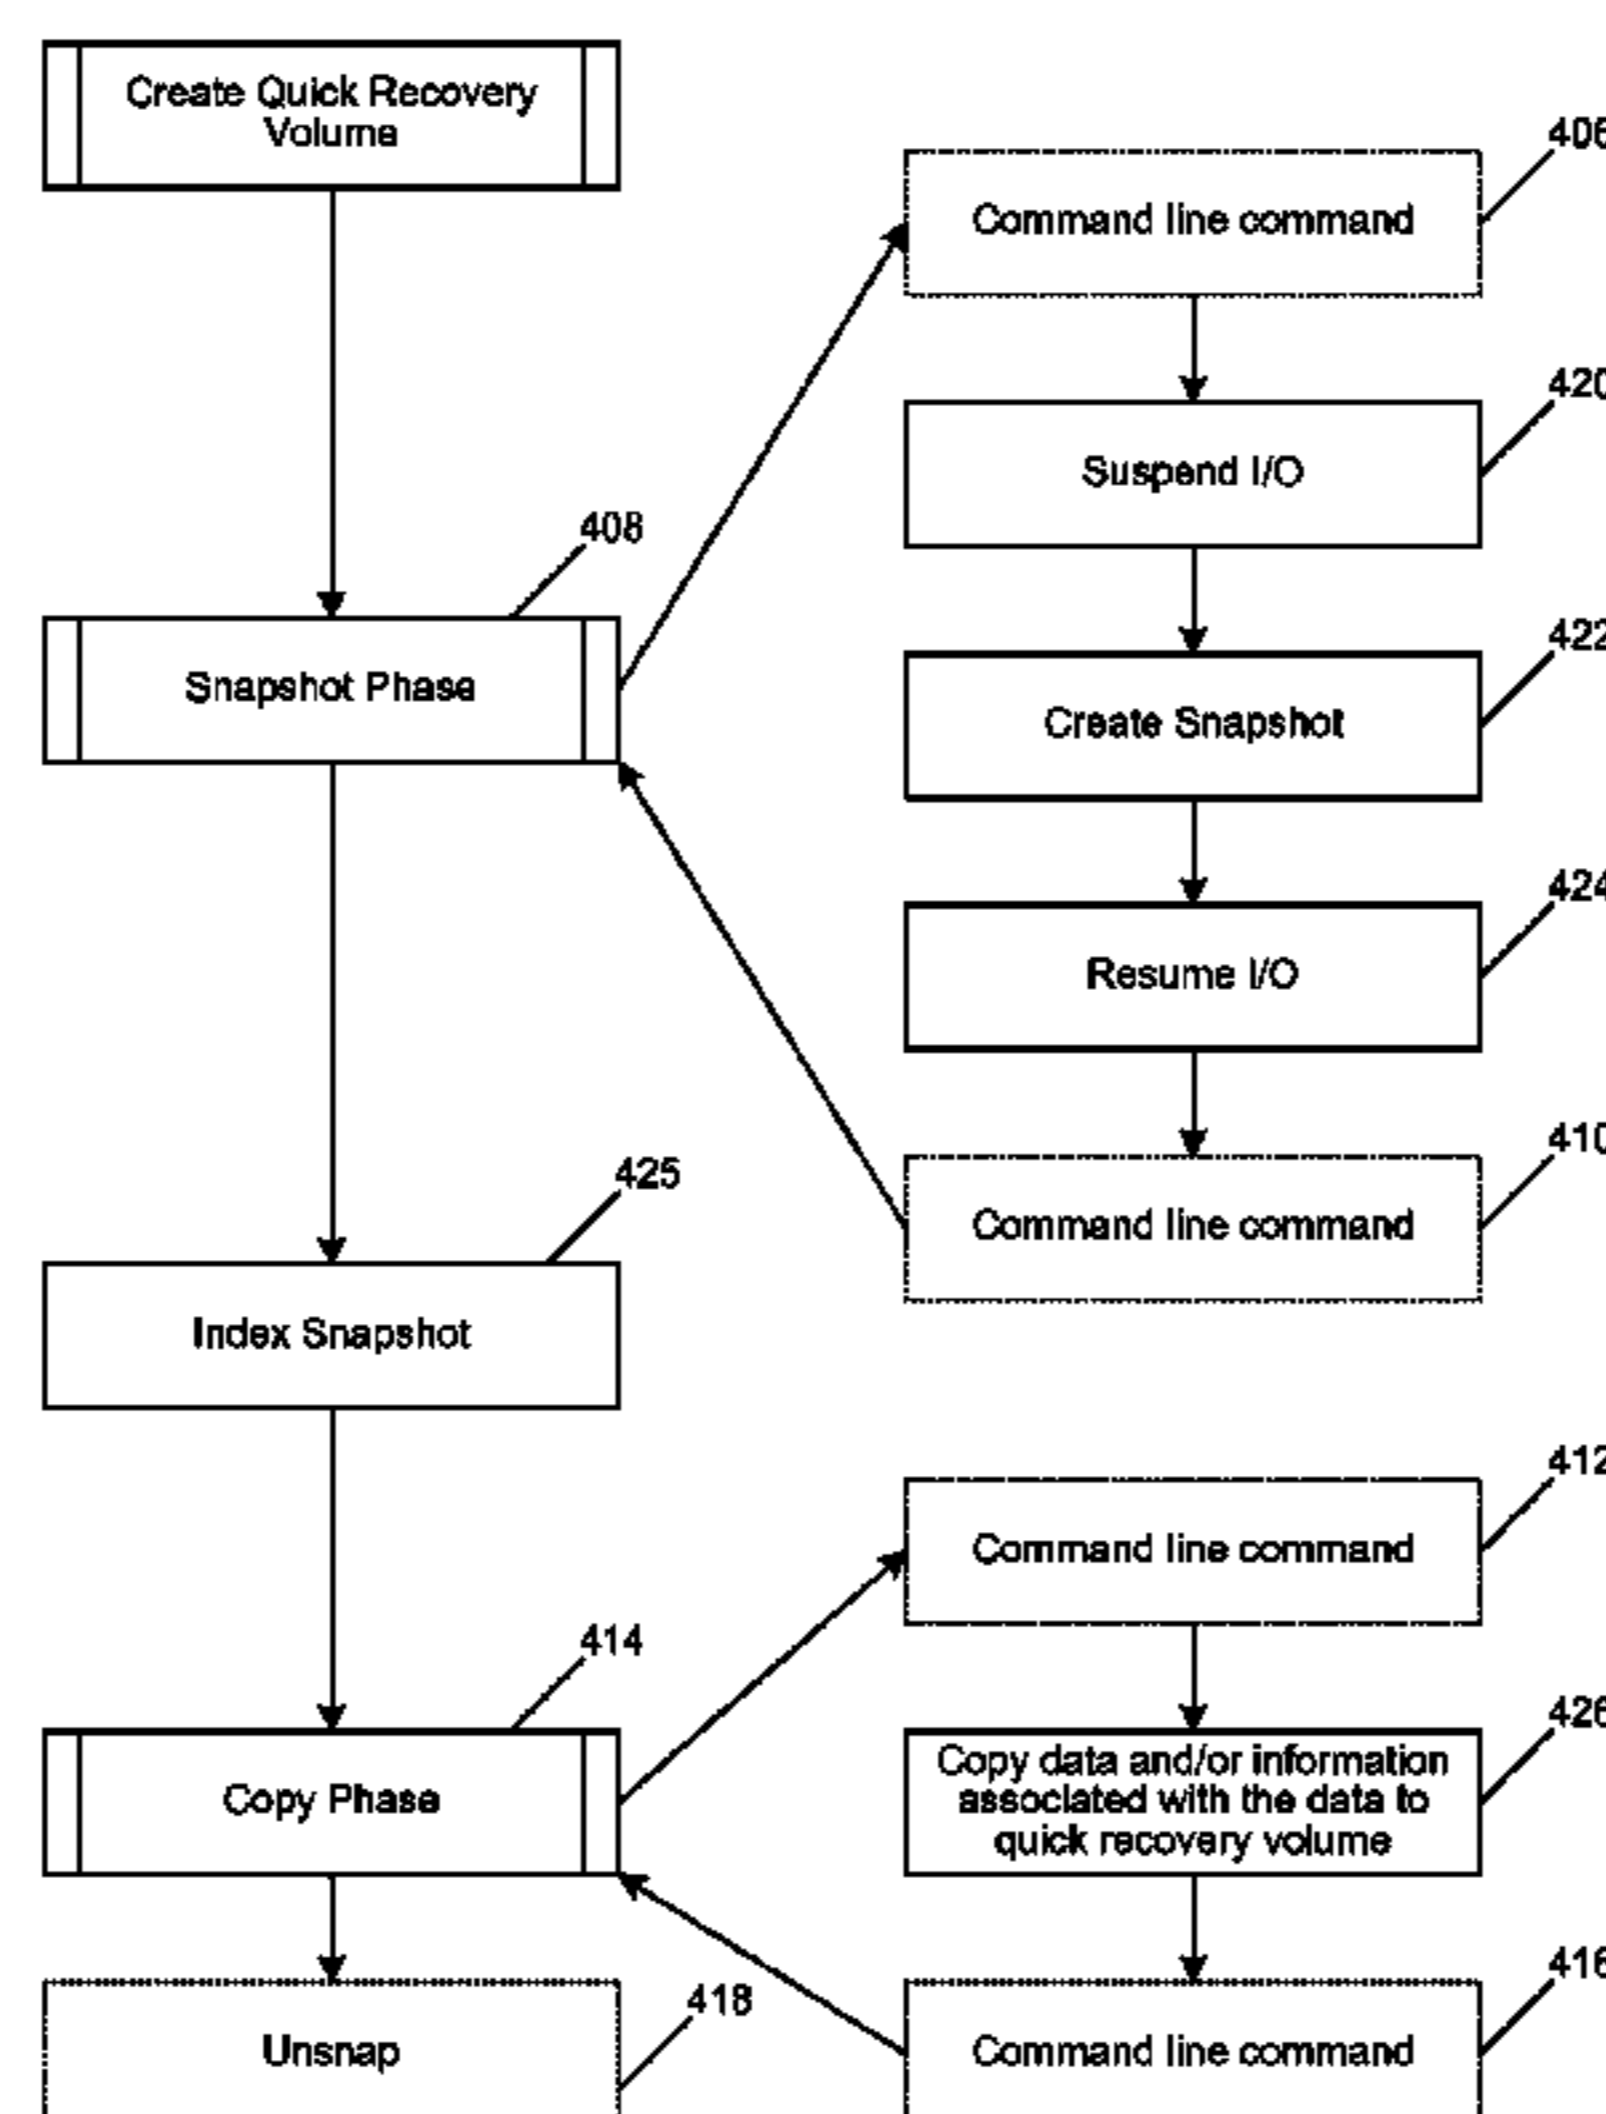 Create Quick Recovery
Volume
406
Command line command
420
Suspend I/O
408
Snapshot Phase
422
Create Snapshot
424
Resume I/O
410
Command line command
425
Index Snapshot
412
Command line command
414
Copy Phase
426
Copy data and/or information
associated with the data to
quick recovery volume
416
Command line command
418
Unsnap